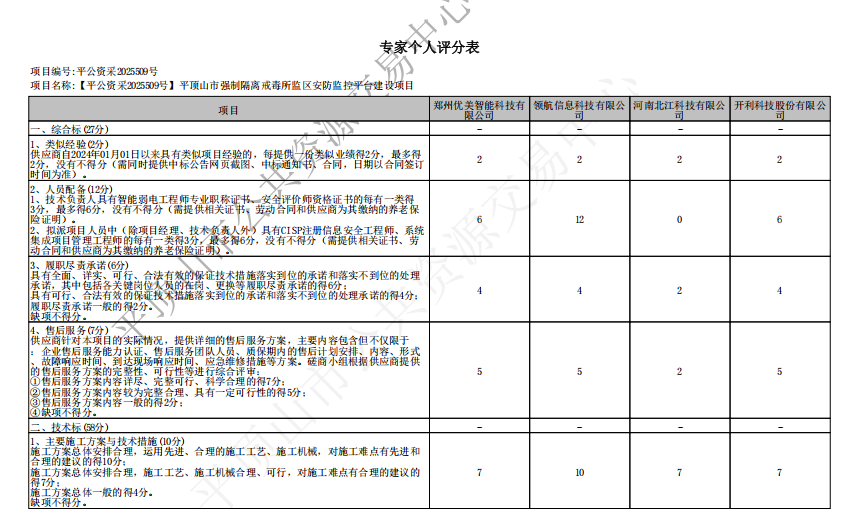 专家个人评分表
项目编号:平公资采2025509号
项目名称:【平公资采2025509号】平顶山市强制隔离戒毒所监区安防监控平台建设项目
项目 郑州优美智能科技有限公司 领航信息科技有限公司 河南北江科技有限公司 开利科技股份有限公司
一、综合标(27分) - - - -
1、类似经验(2分)
供应商自2024年01月01日以来具有类似项目经验的，每提供一份类似业绩得2分，最多得
2分，没有不得分（需同时提供中标公告网页截图、中标通知书、合同，日期以合同签订
时间为准）。
2 2 2 2
2、人员配备(12分)
1、技术负责人具有智能弱电工程师专业职称证书、安全评价师资格证书的每有一类得
3分，最多得6分，没有不得分（需提供相关证书、劳动合同和供应商为其缴纳的养老保
险证明）。
2、拟派项目人员中（除项目经理、技术负责人外）具有CISP注册信息安全工程师、系统
集成项目管理工程师的每有一类得3分，最多得6分，没有不得分（需提供相关证书、劳
动合同和供应商为其缴纳的养老保险证明）。
6 12 0 6
3、履职尽责承诺(6分)
具有全面、详实、可行、合法有效的保证技术措施落实到位的承诺和落实不到位的处理
承诺，其中包括各关键岗位人员的在岗、更换等履职尽责承诺的得6分；
具有可行、合法有效的保证技术措施落实到位的承诺和落实不到位的处理承诺的得4分；
履职尽责承诺一般的得2分。
缺项不得分。
4 4 2 4
4、售后服务(7分)
供应商针对本项目的实际情况，提供详细的售后服务方案，主要内容包含但不仅限于
：企业售后服务能力认证、售后服务团队人员、质保期内的售后计划安排、内容、形式
、故障响应时间、到达现场响应时间、应急维修措施等方案。磋商小组根据供应商提供
的售后服务方案的完整性、可行性等进行综合评审；
①售后服务方案内容详尽、完整可行、科学合理的得7分；
②售后服务方案内容较为完整合理、具有一定可行性的得5分；
③售后服务方案内容一般的得2分；
④缺项不得分。
5 5 2 5
二、技术标(58分) - - - -
1、主要施工方案与技术措施(10分)
施工方案总体安排合理，运用先进、合理的施工工艺、施工机械，对施工难点有先进和
合理的建议的得10分；
施工方案总体安排合理，施工工艺、施工机械合理、可行，对施工难点有合理的建议的
得7分；
施工方案总体一般的得4分。
缺项不得分。
7 10 7 7
平顶山市公共资源交易中心
平顶山市公共资源交易中心